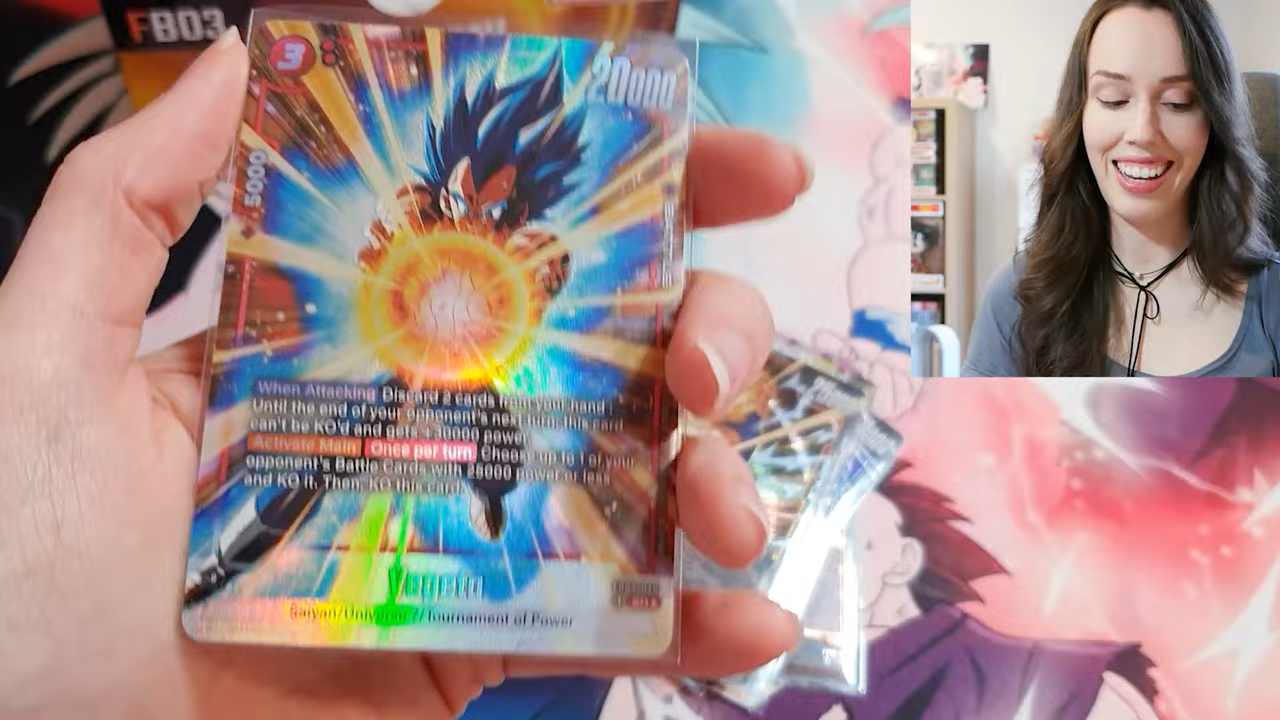 FB03
3
20000
5000
When Attacking Discard 2 cards your hand
Until the end of your opponent's next turn, this card
can't be KO'd and gets 5000 power
Activate Main Once per turn Choose up to 1 of your
opponent's Battle Cards with 15000 power or less
and KO it. Then, KO this card.
Vegeta
Saiyan/ Universe 7/ Tournament of Power